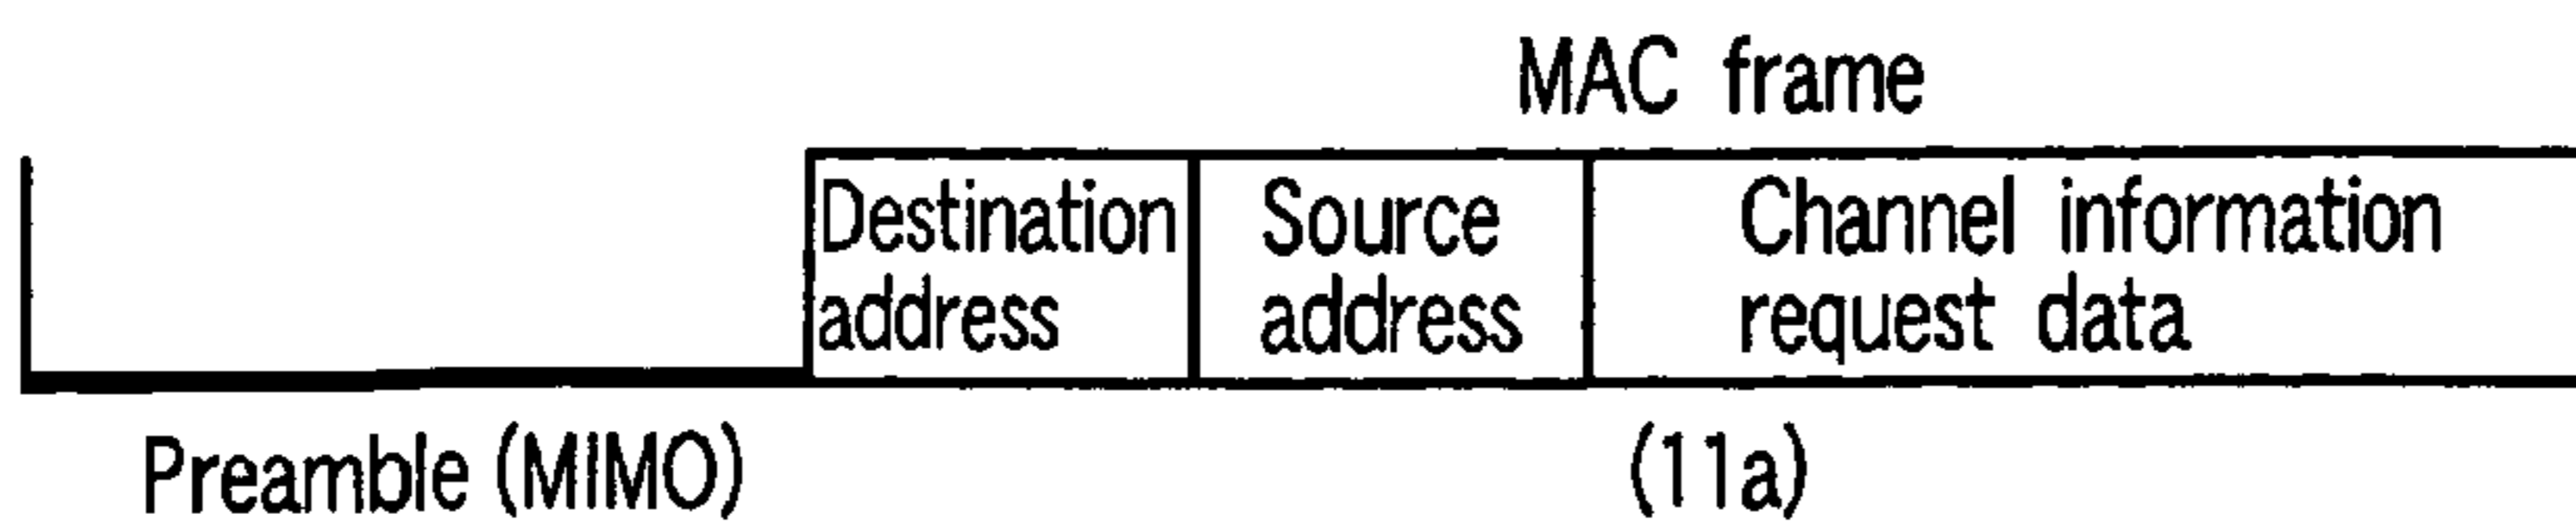 MAC frame
Destination address
Source address
Channel information request data
Preamble (MIMO)
(11a)